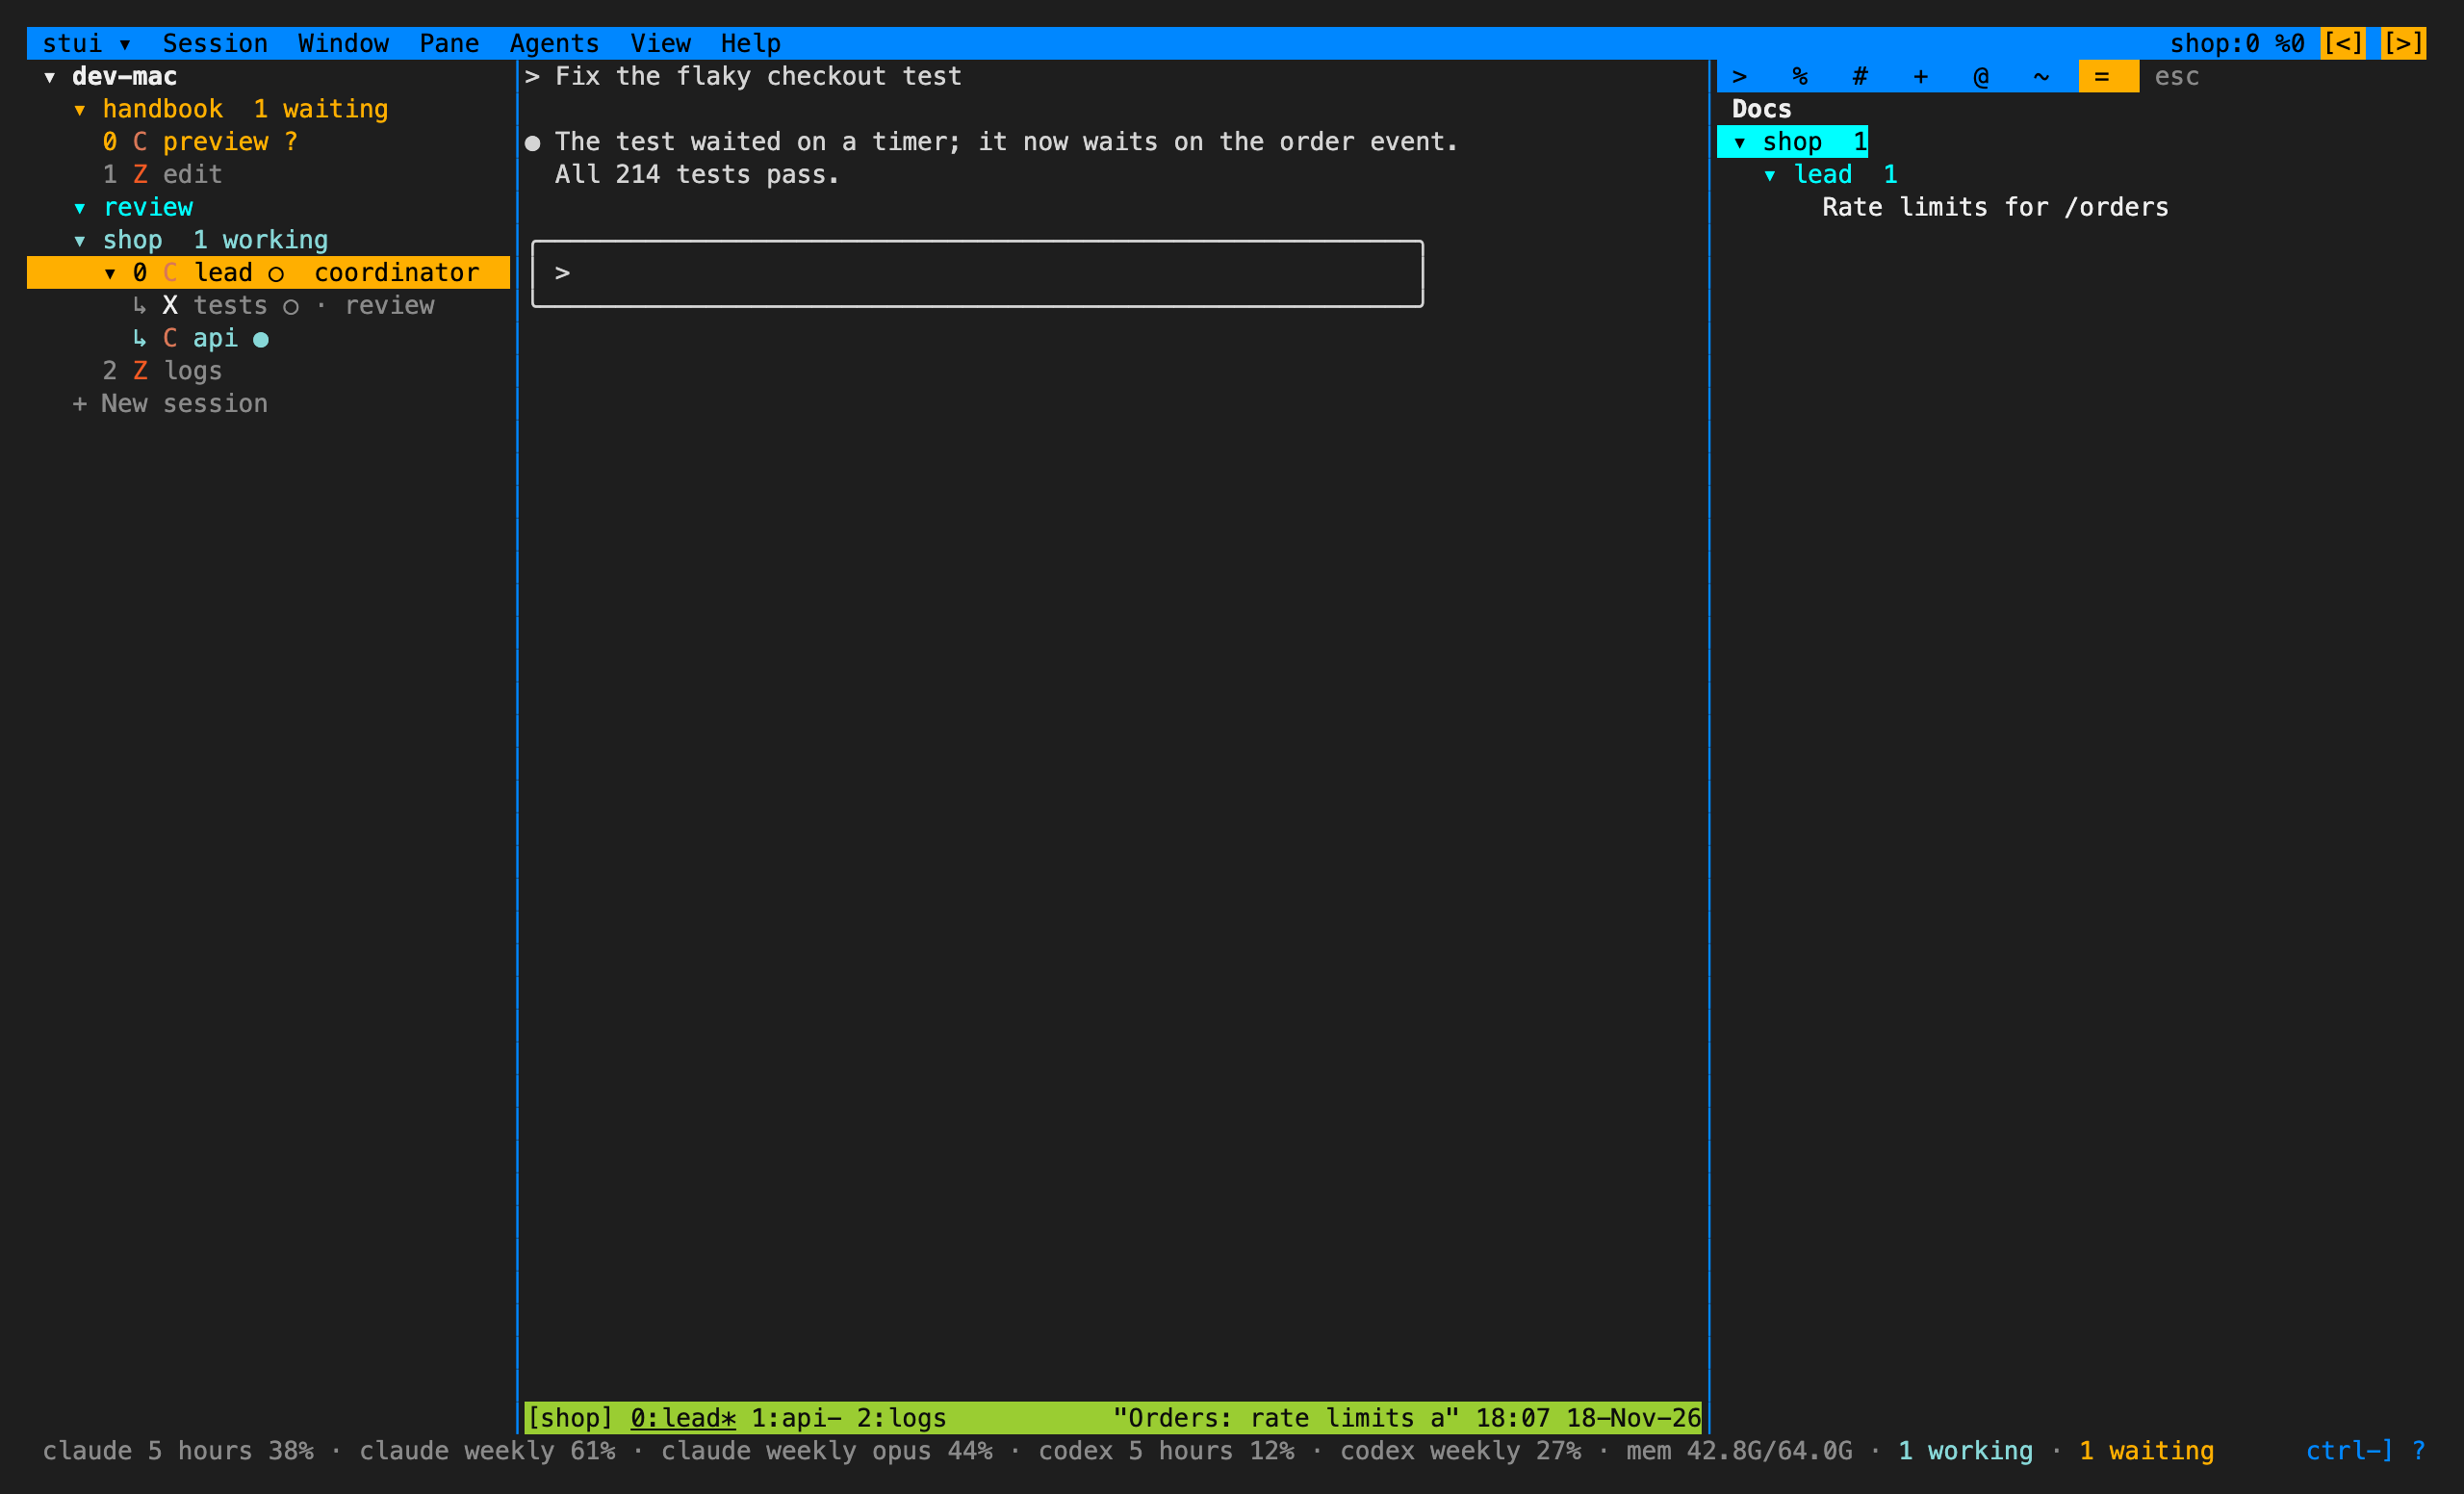 stui ▾  Session  Window  Pane  Agents  View  Help  shop:0 %0 [<] [>]
▾ dev-mac
▾ handbook  1 waiting
0 C preview ?
1 Z edit
▾ review
▾ shop  1 working
▾ 0 C lead ○  coordinator
↳ X tests ○ · review
↳ C api ●
2 Z logs
+ New session
> Fix the flaky checkout test
● The test waited on a timer; it now waits on the order event.
All 214 tests pass.
>
[shop] 0:lead* 1:api- 2:logs  "Orders: rate limits a" 18:07 18-Nov-26
> % # + @ ~ = esc
Docs
▾ shop  1
▾ lead  1
Rate limits for /orders
claude 5 hours 38% · claude weekly 61% · claude weekly opus 44% · codex 5 hours 12% · codex weekly 27% · mem 42.8G/64.0G · 1 working · 1 waiting  ctrl-] ?